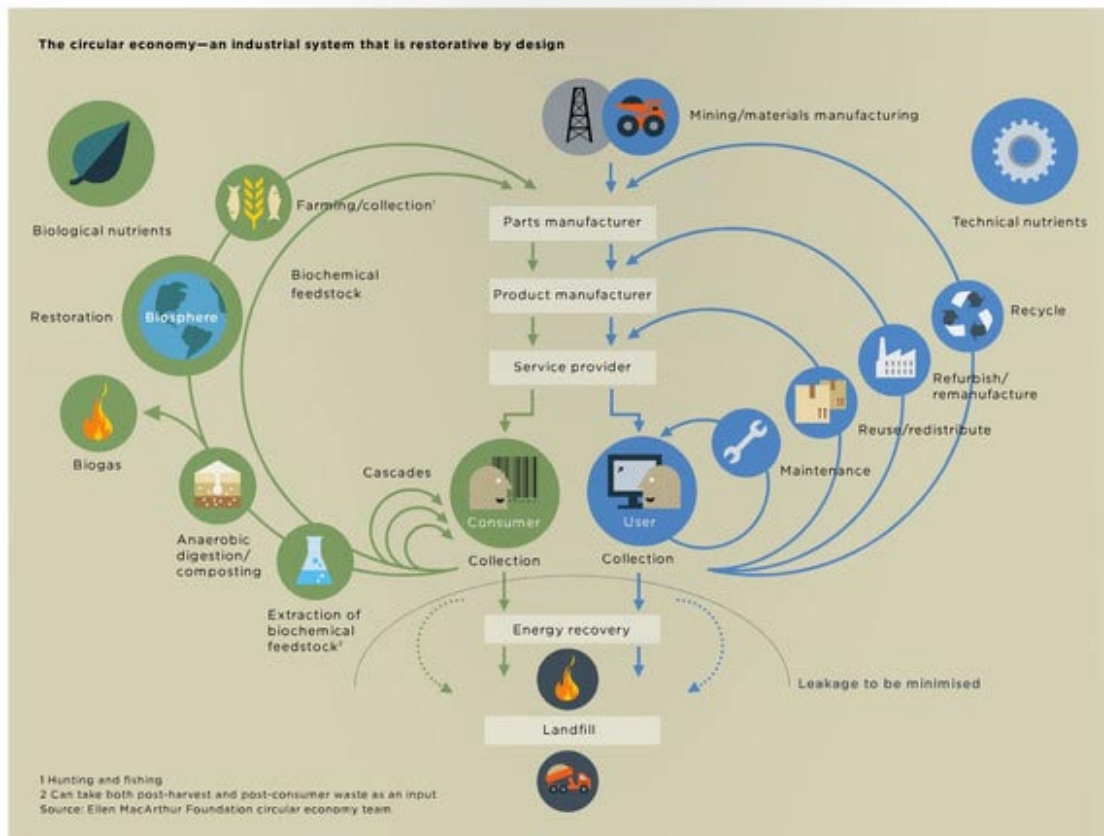 The circular economy—an industrial system that is restorative by design
Mining/materials manufacturing
Biological nutrients
Technical nutrients
Farming/collection¹
Parts manufacturer
Biochemical
feedstock
Product manufacturer
Restoration
Biosphere
Recycle
Service provider
Refurbish/
remanufacture
Reuse/redistribute
Biogas
Cascades
Maintenance
Consumer
User
Anaerobic
digestion/
composting
Collection
Collection
Extraction of
biochemical
feedstock²
Energy recovery
Leakage to be minimised
Landfill
1 Hunting and fishing
2 Can take both post-harvest and post-consumer waste as an input
Source: Ellen MacArthur Foundation circular economy team